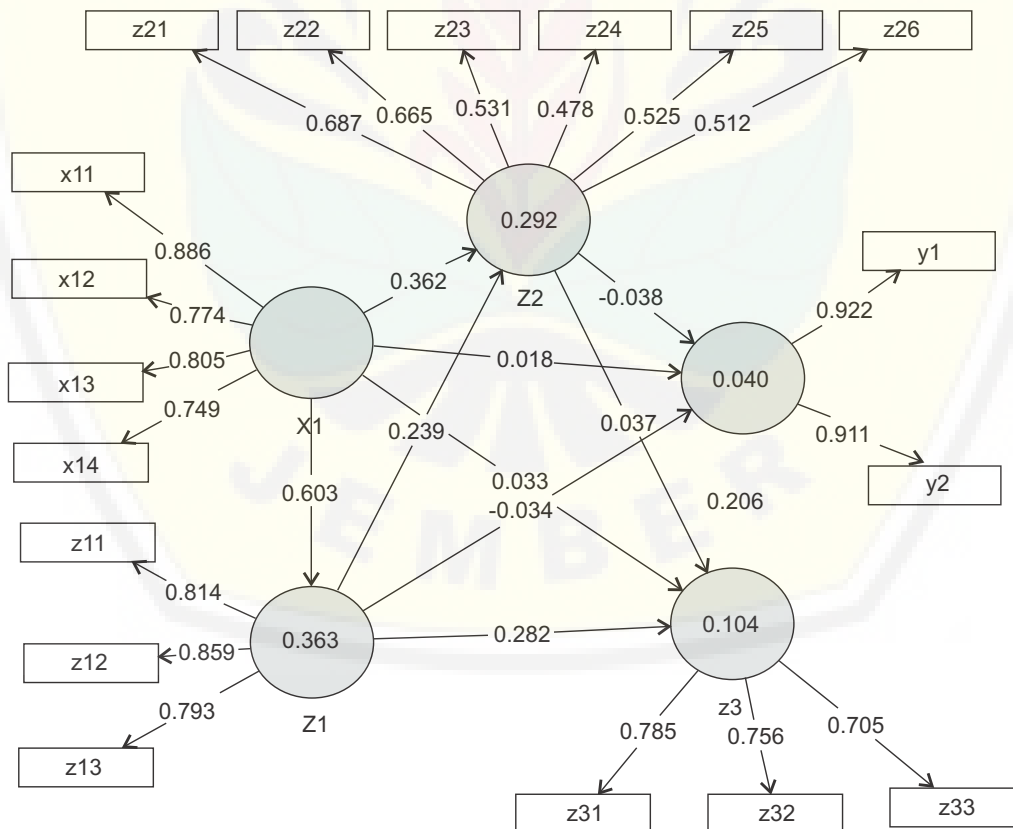 z21 z22 z23 z24 z25 z26
0.687 0.665 0.531 0.478 0.525 0.512
x11
0.886
x12
0.774
x13
0.805
x14
0.749
X1
0.292
Z2
0.362
-0.038
0.018
0.040
y1
0.922
y2
0.911
0.239
0.037
0.603
0.033
-0.034
0.206
JEMBER
z11
0.814
z12
0.859
z13
0.793
0.363
Z1
0.282
0.104
z3
0.785 0.756 0.705
z31 z32 z33